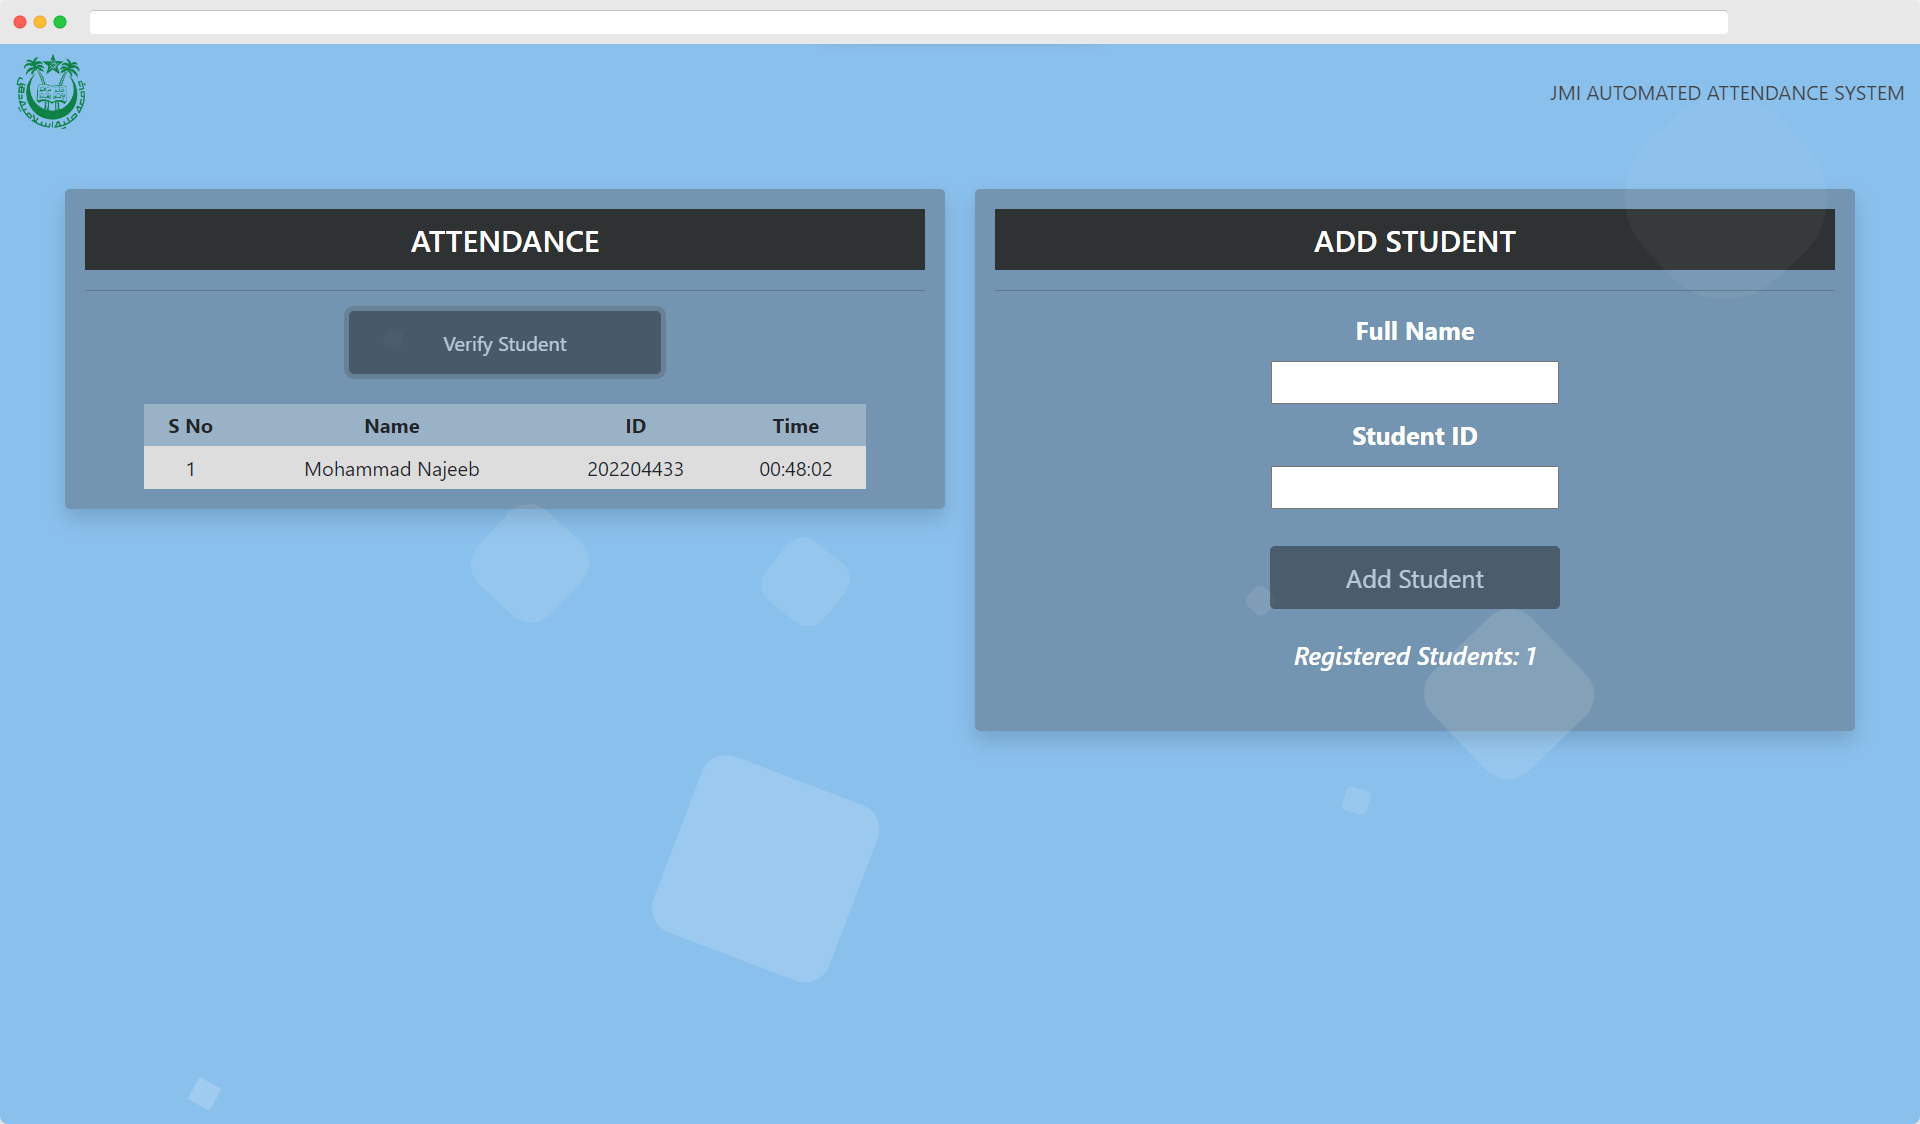 JMI AUTOMATED ATTENDANCE SYSTEM
ATTENDANCE
Verify Student
S No Name ID Time
1 Mohammad Najeeb 202204433 00:48:02
ADD STUDENT
Full Name
Student ID
Add Student
Registered Students: 1